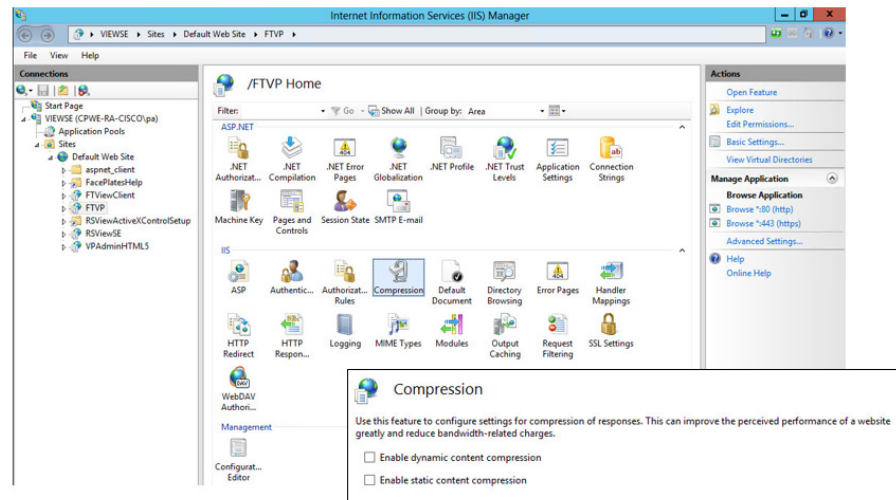 Internet Information Services (IIS) Manager
VIEWSE Sites Default Web Site FTVP
File View Help
Connections
Start Page
VIEWSE (CPWE-RA-CISCO\pa)
Application Pools
Sites
Default Web Site
aspnet_client
FacePlatesHelp
FTViewClient
FTVP
RSViewActiveXControlSetup
RSViewSE
VPAdminHTML5
/FTVP Home
Filter: Go Show All Group by: Area
ASP.NET
.NET Authorizat...
.NET Compilation
.NET Error Pages
.NET Globalization
.NET Profile
.NET Trust Levels
Application Settings
Connection Strings
Machine Key
Pages and Controls
Session State
SMTP E-mail
IIS
ASP
Authentic...
Authorizat... Rules
Compression
Default Document
Directory Browsing
Error Pages
Handler Mappings
HTTP Redirect
HTTP Respon...
Logging
MIME Types
Modules
Output Caching
Request Filtering
SSL Settings
WebDAV Authori...
Management
Configurat... Editor
Actions
Open Feature
Explore
Edit Permissions...
Basic Settings...
View Virtual Directories
Manage Application
Browse Application
Browse *:80 (http)
Browse *:443 (https)
Advanced Settings...
Help
Online Help
Compression
Use this feature to configure settings for compression of responses. This can improve the perceived performance of a website
greatly and reduce bandwidth-related charges.
Enable dynamic content compression
Enable static content compression